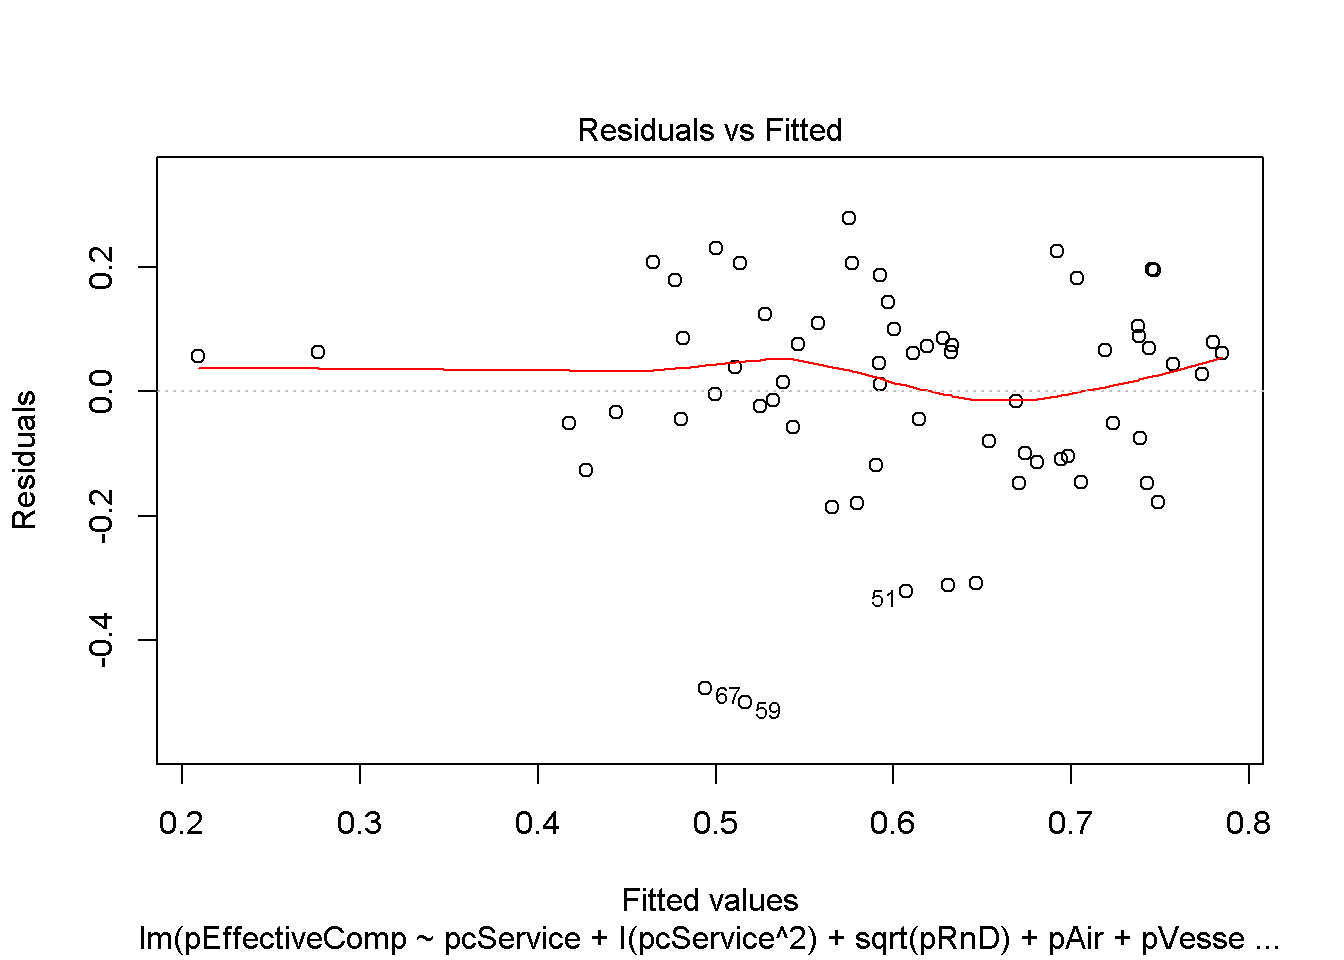 Residuals vs Fitted
Residuals
0.2
0.0
-0.2
-0.4
51
67
59
0.2 0.3 0.4 0.5 0.6 0.7 0.8
Fitted values
lm(pEffectiveComp ~ pcService + I(pcService^2) + sqrt(pRnD) + pAir + pVesse ...